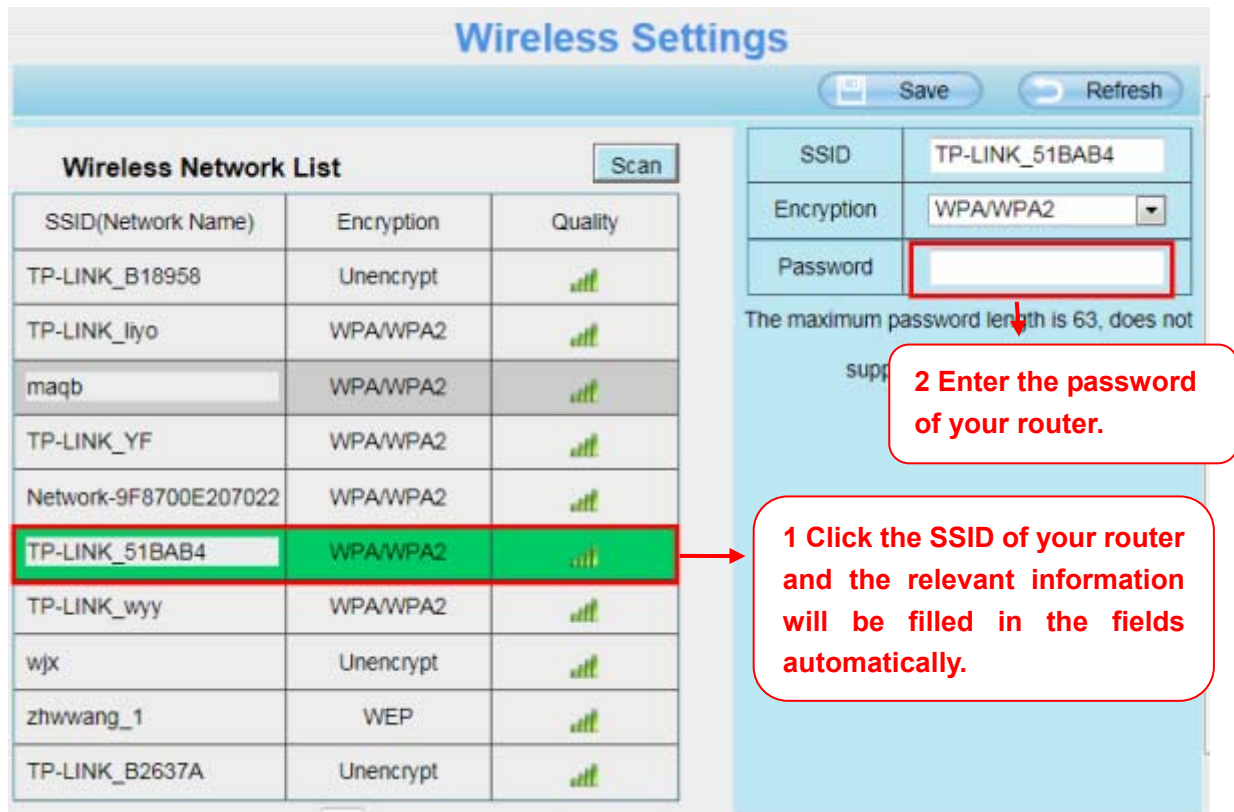 Wireless Settings
Save Refresh
Wireless Network List Scan
SSID(Network Name) Encryption Quality
TP-LINK_B18958 Unencrypt
TP-LINK_liyo WPA/WPA2
maqb WPA/WPA2
TP-LINK_YF WPA/WPA2
Network-9F8700E207022 WPA/WPA2
TP-LINK_51BAB4 WPA/WPA2
TP-LINK_wyy WPA/WPA2
wjx Unencrypt
zhwwang_1 WEP
TP-LINK_B2637A Unencrypt
SSID TP-LINK_51BAB4
Encryption WPA/WPA2
Password
The maximum password length is 63, does not
2 Enter the password
of your router.
1 Click the SSID of your router
and the relevant information
will be filled in the fields
automatically.